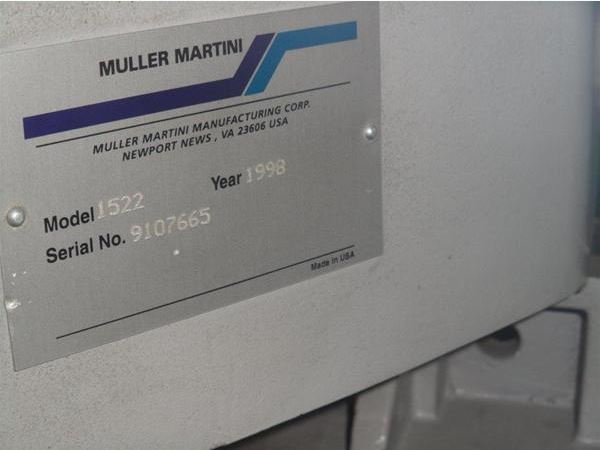 MULLER MARTINI
MULLER MARTINI MANUFACTURING CORP.
NEWPORT NEWS , VA 23606 USA
Model 1522 Year 1998
Serial No. 9107665
Made in USA